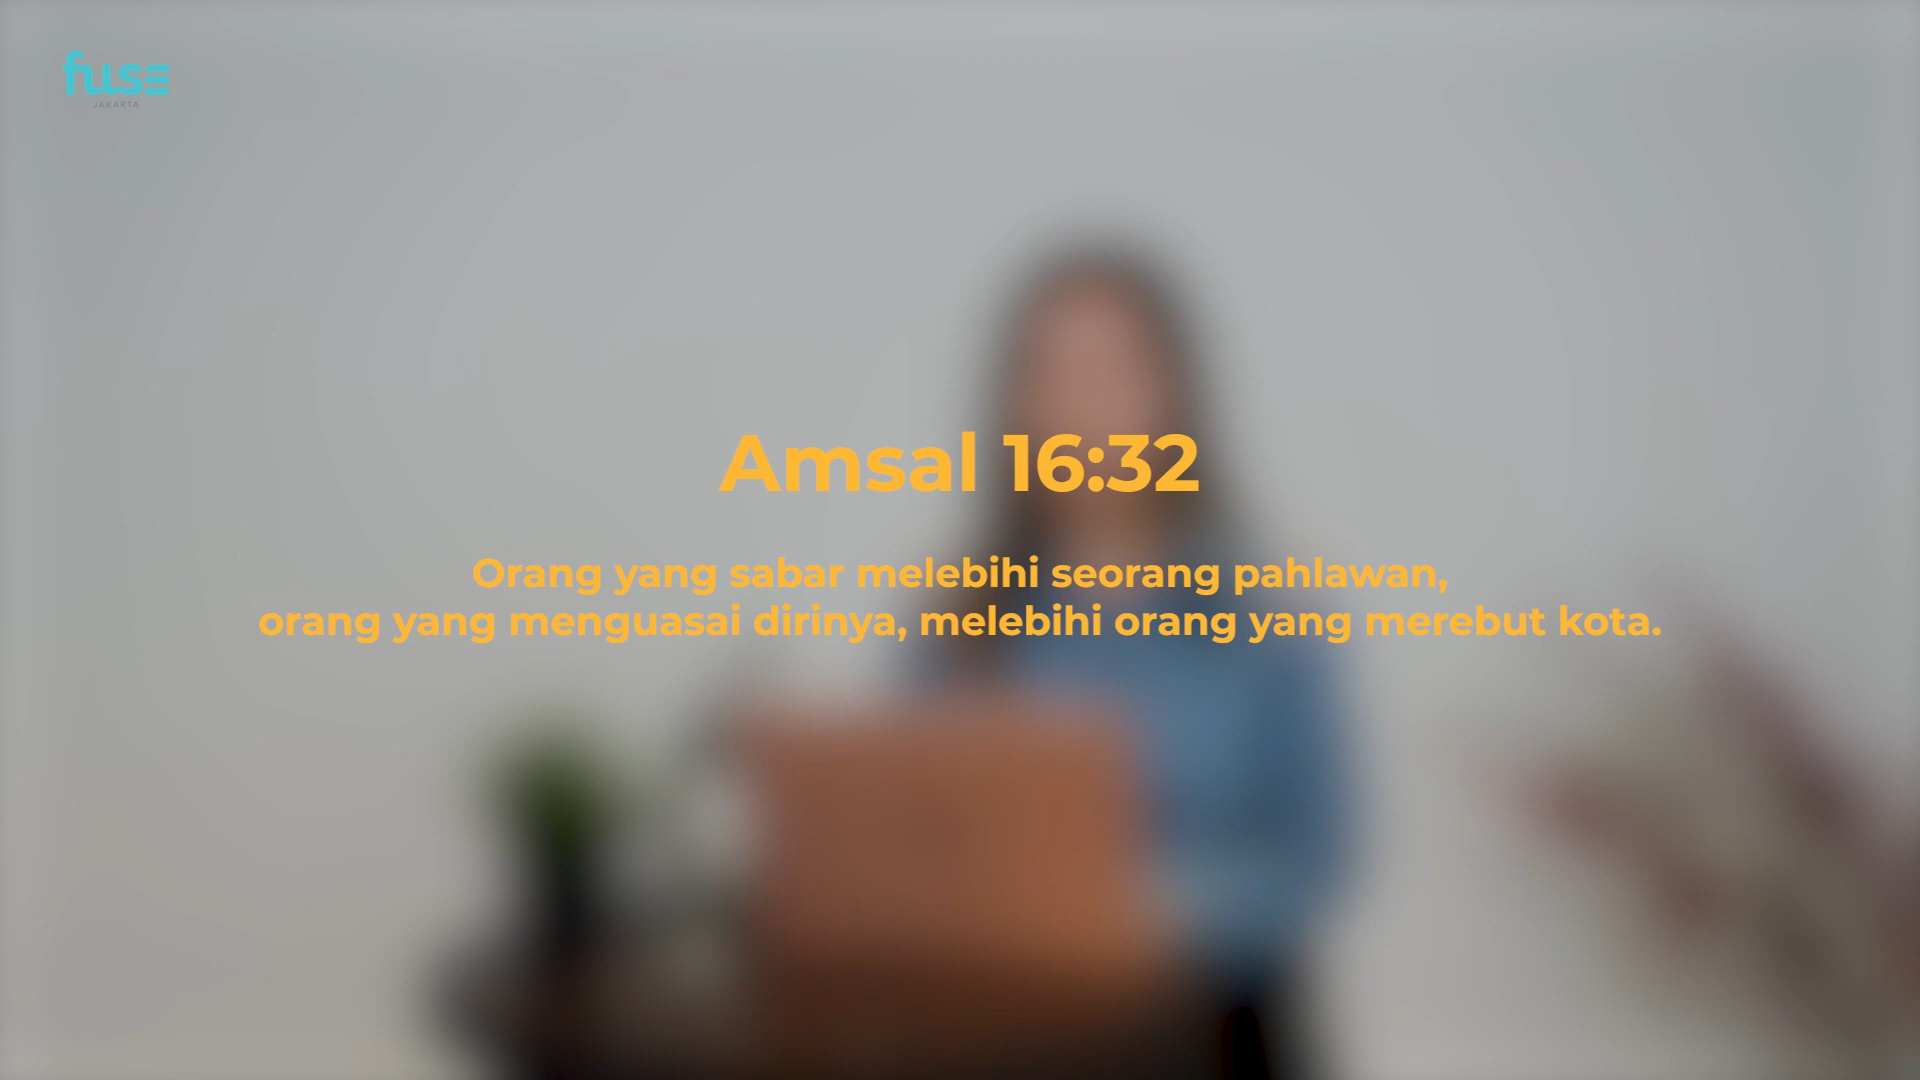 fuse
JAKARTA
Amsal 16:32
Orang yang sabar melebihi seorang pahlawan,
orang yang menguasai dirinya, melebihi orang yang merebut kota.